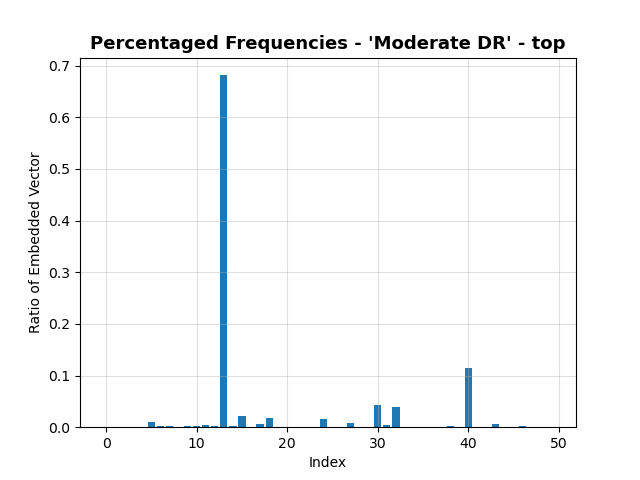 Percentaged Frequencies - 'Moderate DR' - top
Ratio of Embedded Vector
0.7
0.6
0.5
0.4
0.3
0.2
0.1
0.0
0 10 20 30 40 50
Index